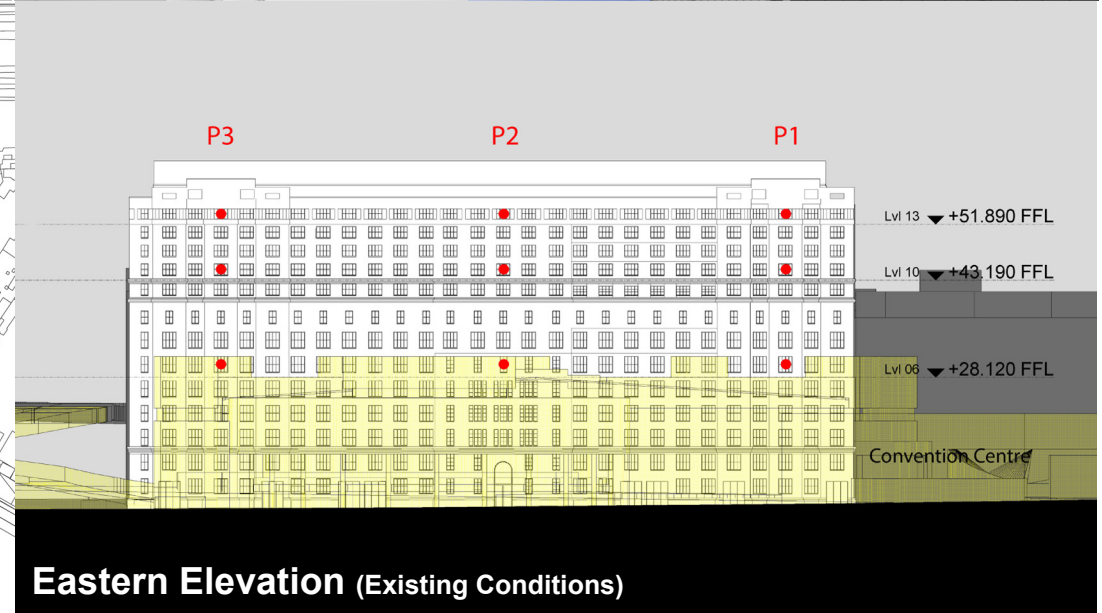 P3 P2 P1
Lvl 13 +51.890 FFL
Lvl 10 +43.190 FFL
Lvl 06 +28.120 FFL
Convention Centre
Eastern Elevation (Existing Conditions)